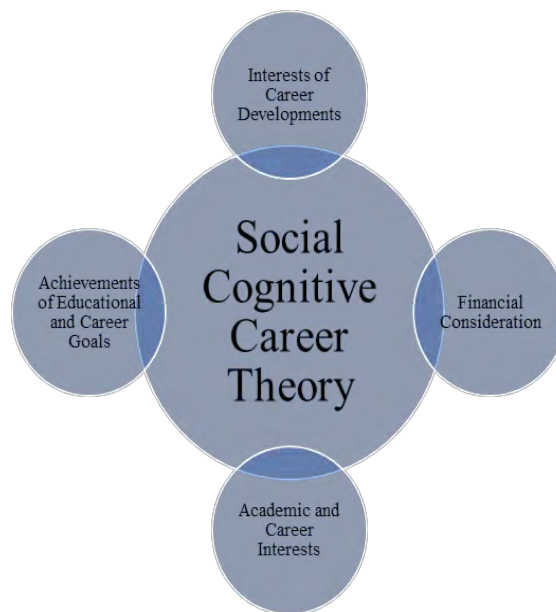 Interests of
Career
Developments
Social
Cognitive
Career
Theory
Achievements
of Educational
and Career
Goals
Financial
Consideration
Academic and
Career
Interests